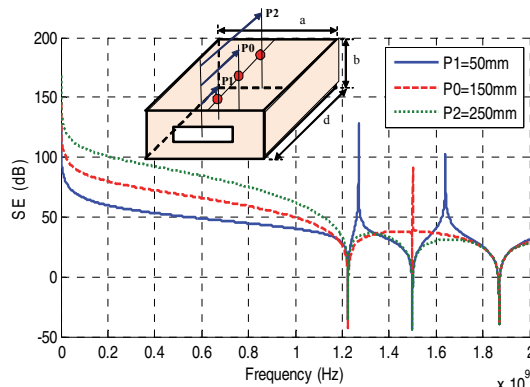 P2
a
P0
P1
b
d
P1=50mm
P0=150mm
P2=250mm
200
150
100
50
0
-50
SE (dB)
0 0.2 0.4 0.6 0.8 1 1.2 1.4 1.6 1.8 2
Frequency (Hz)
x 10^9